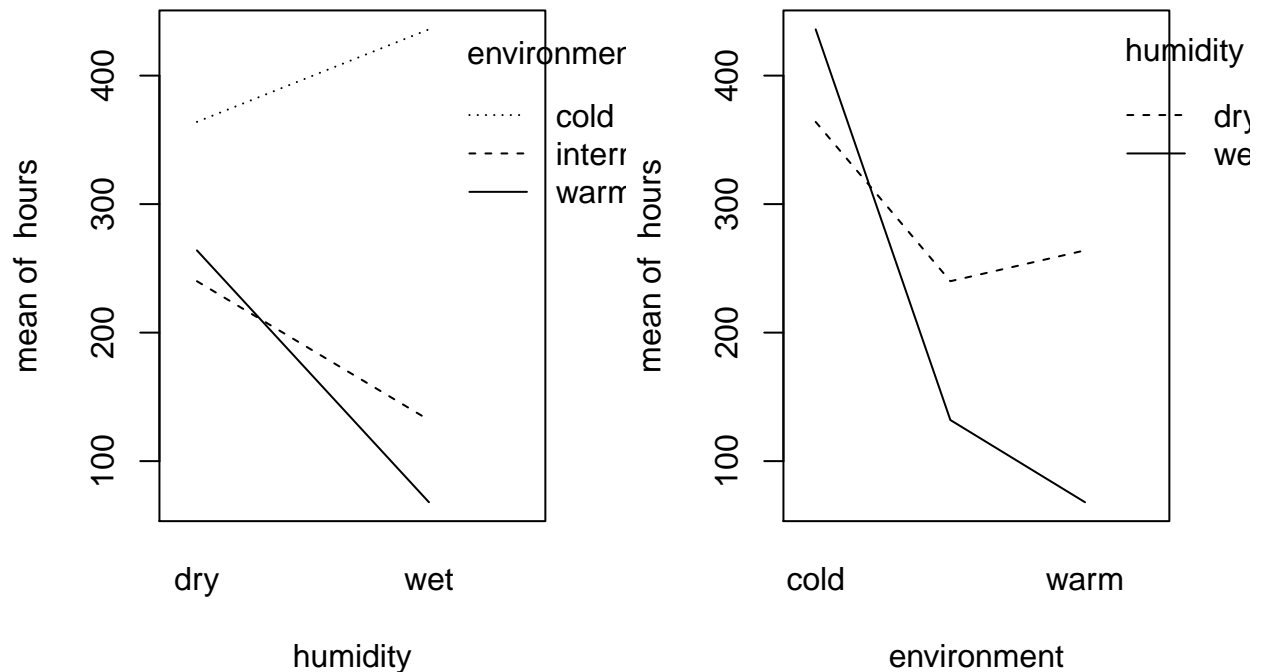 mean of hours
400
300
200
100
environmen
cold
interr
warm
dry wet
humidity
mean of hours
400
300
200
100
humidity
dry
we
cold warm
environment